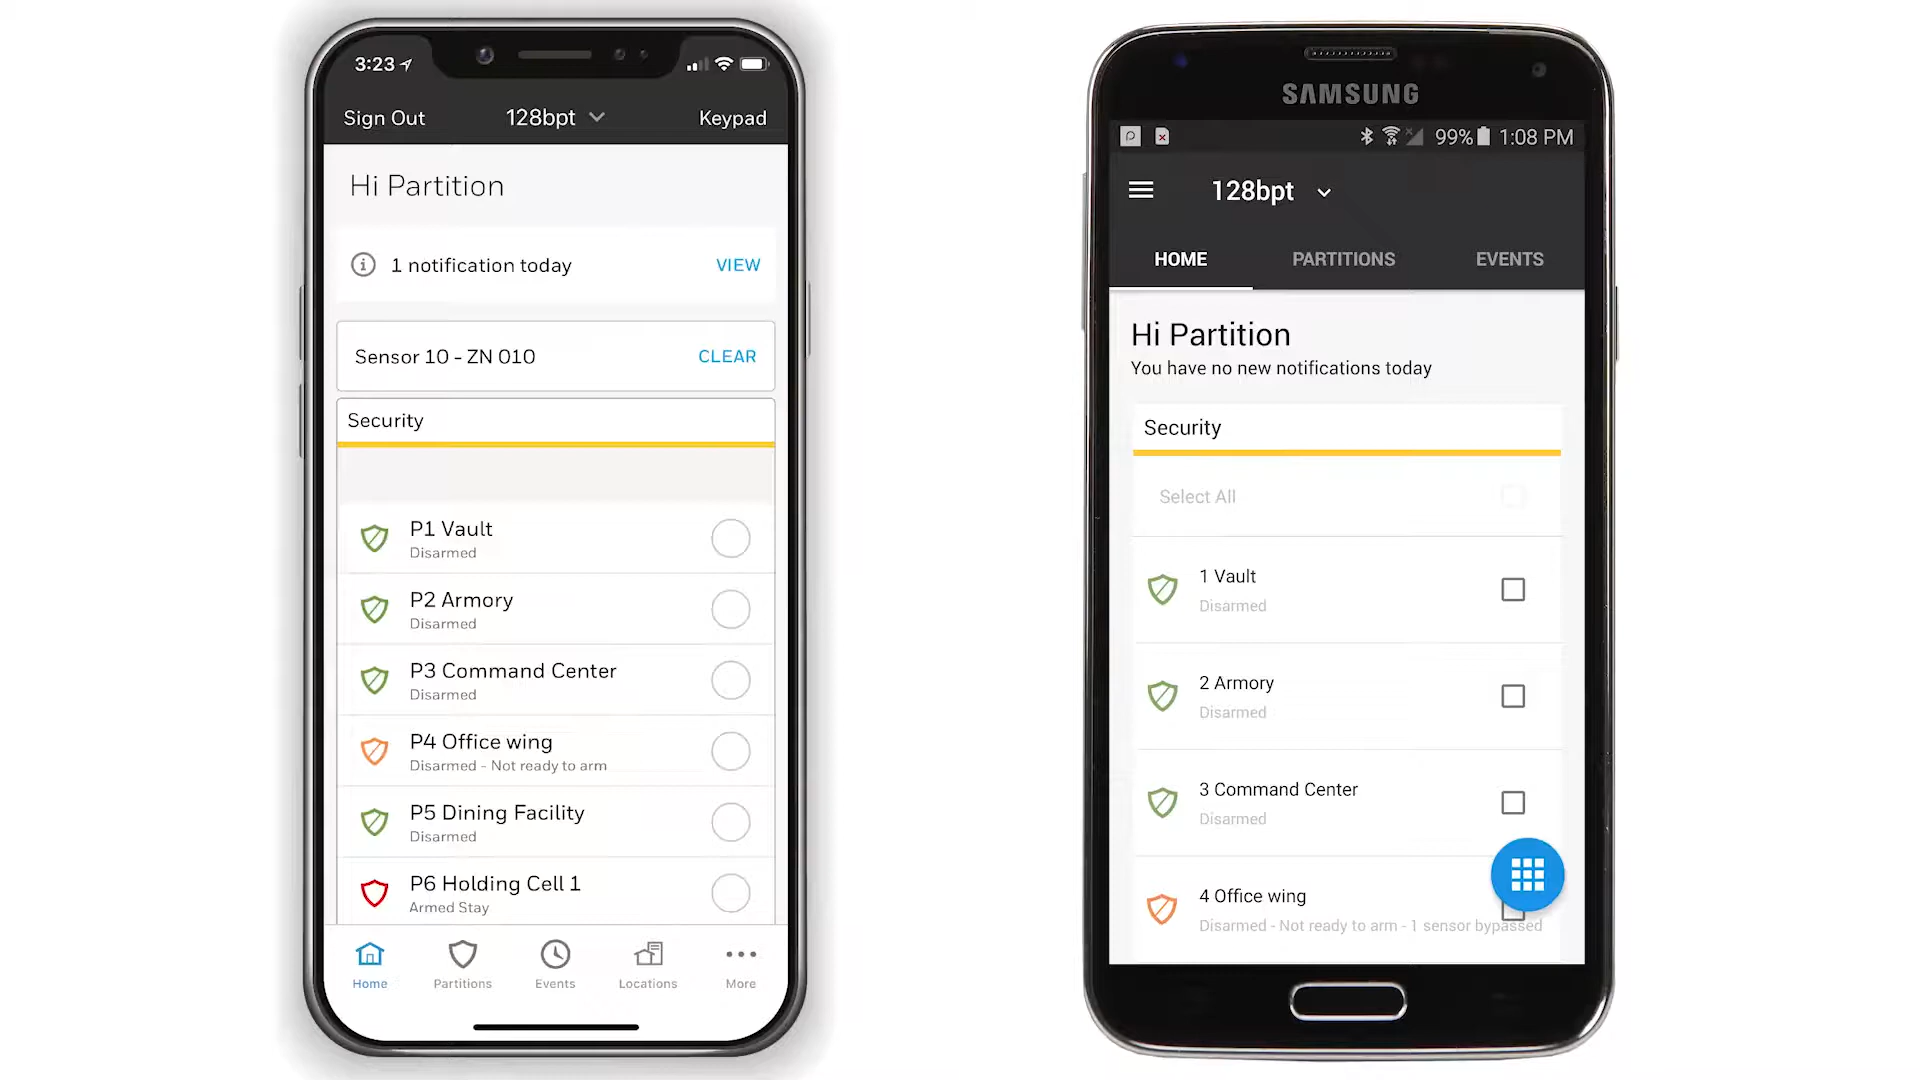 3:23
Sign Out
128bpt
Keypad
Hi Partition
1 notification today
VIEW
Sensor 10 - ZN 010
CLEAR
Security
P1 Vault
Disarmed
P2 Armory
Disarmed
P3 Command Center
Disarmed
P4 Office wing
Disarmed - Not ready to arm
P5 Dining Facility
Disarmed
P6 Holding Cell 1
Armed Stay
Home
Partitions
Events
Locations
More
SAMSUNG
99%
1:08 PM
128bpt
HOME
PARTITIONS
EVENTS
Hi Partition
You have no new notifications today
Security
Select All
1 Vault
Disarmed
2 Armory
Disarmed
3 Command Center
Disarmed
4 Office wing
Disarmed - Not ready to arm - 1 sensor bypassed